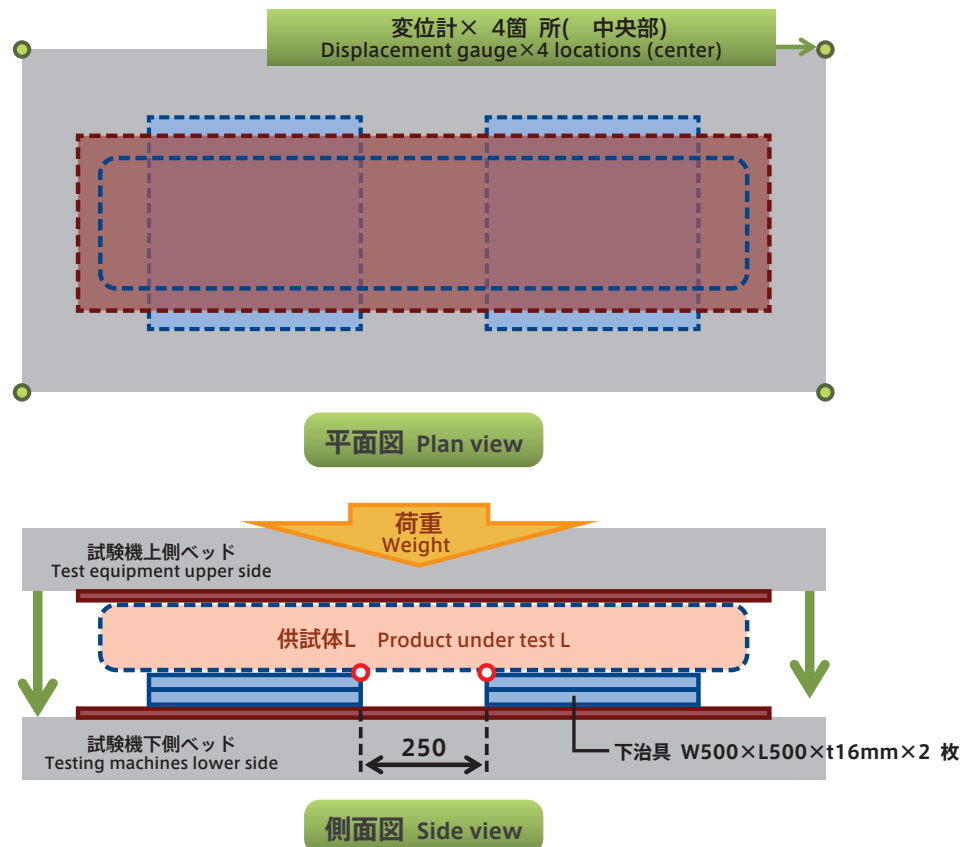 変位計× 4箇 所( 中央部)
Displacement gauge×4 locations (center)
平面図 Plan view
荷重
Weight
試験機上側ベッド
Test equipment upper side
供試体L Product under test L
試験機下側ベッド
Testing machines lower side
250
下治具 W500×L500×t16mm×2 枚
側面図 Side view